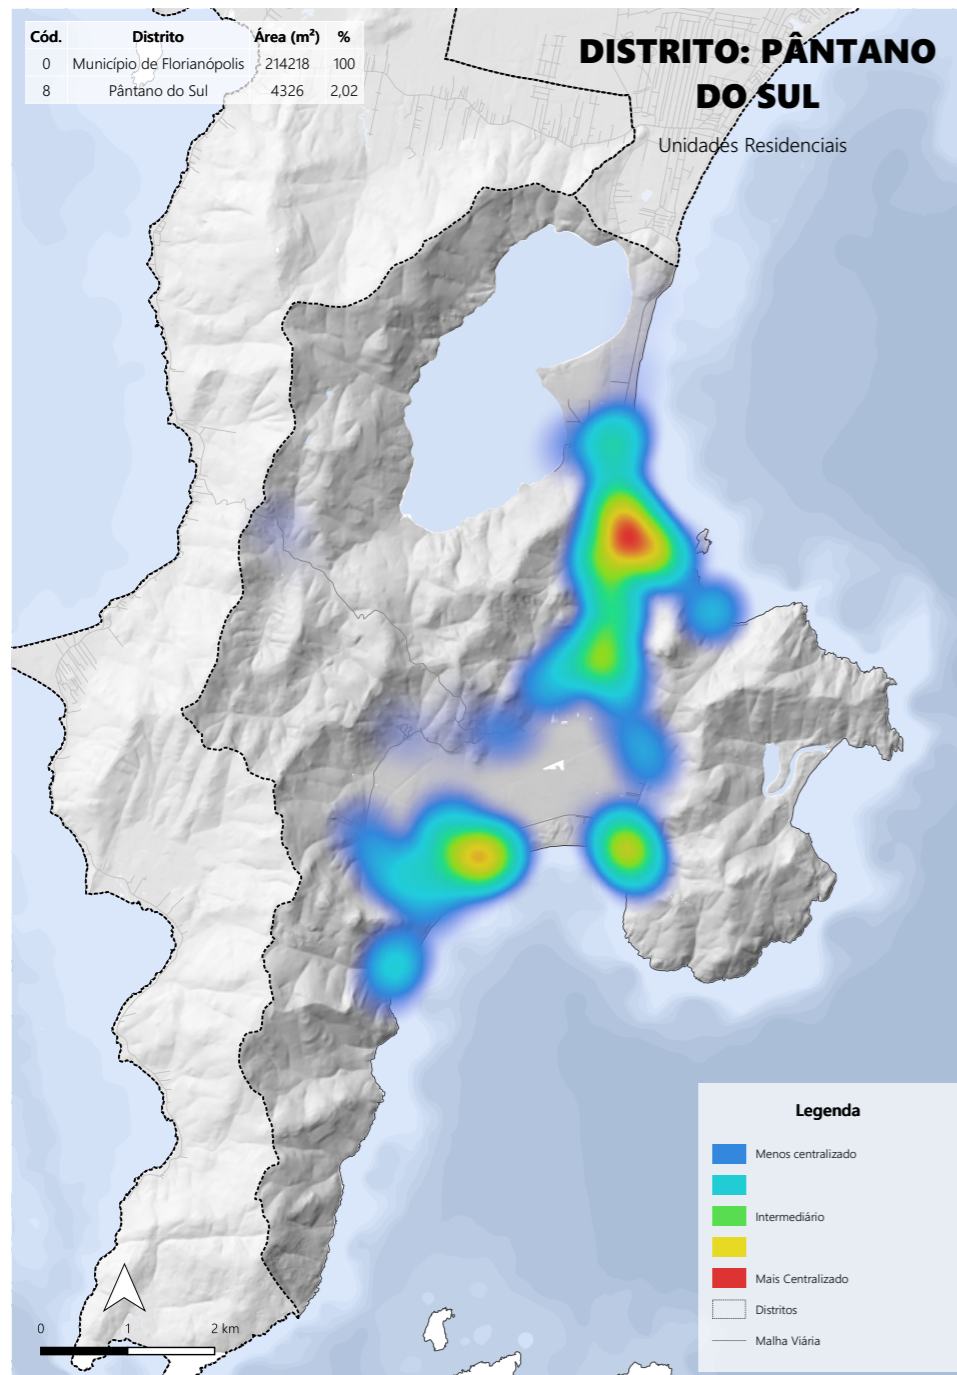 Cód. Distrito Área (m²) %
0 Município de Florianópolis 214218 100
8 Pântano do Sul 4326 2,02
DISTRITO: PÂNTANO
DO SUL
Unidades Residenciais
Legenda
Menos centralizado
Intermediário
Mais Centralizado
Distritos
Malha Viária
0 1 2 km